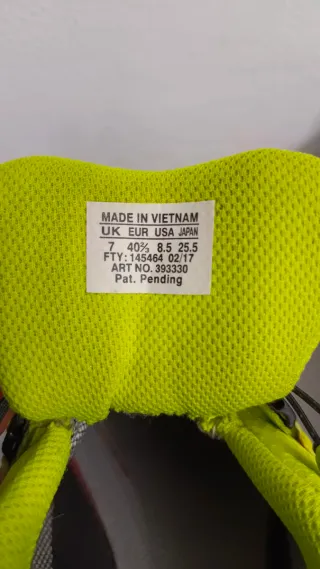 MADE IN VIETNAM
UK EUR USA JAPAN
7 40⅔ 8.5 25.5
FTY: 145464 02/17
ART NO. 393330
Pat. Pending